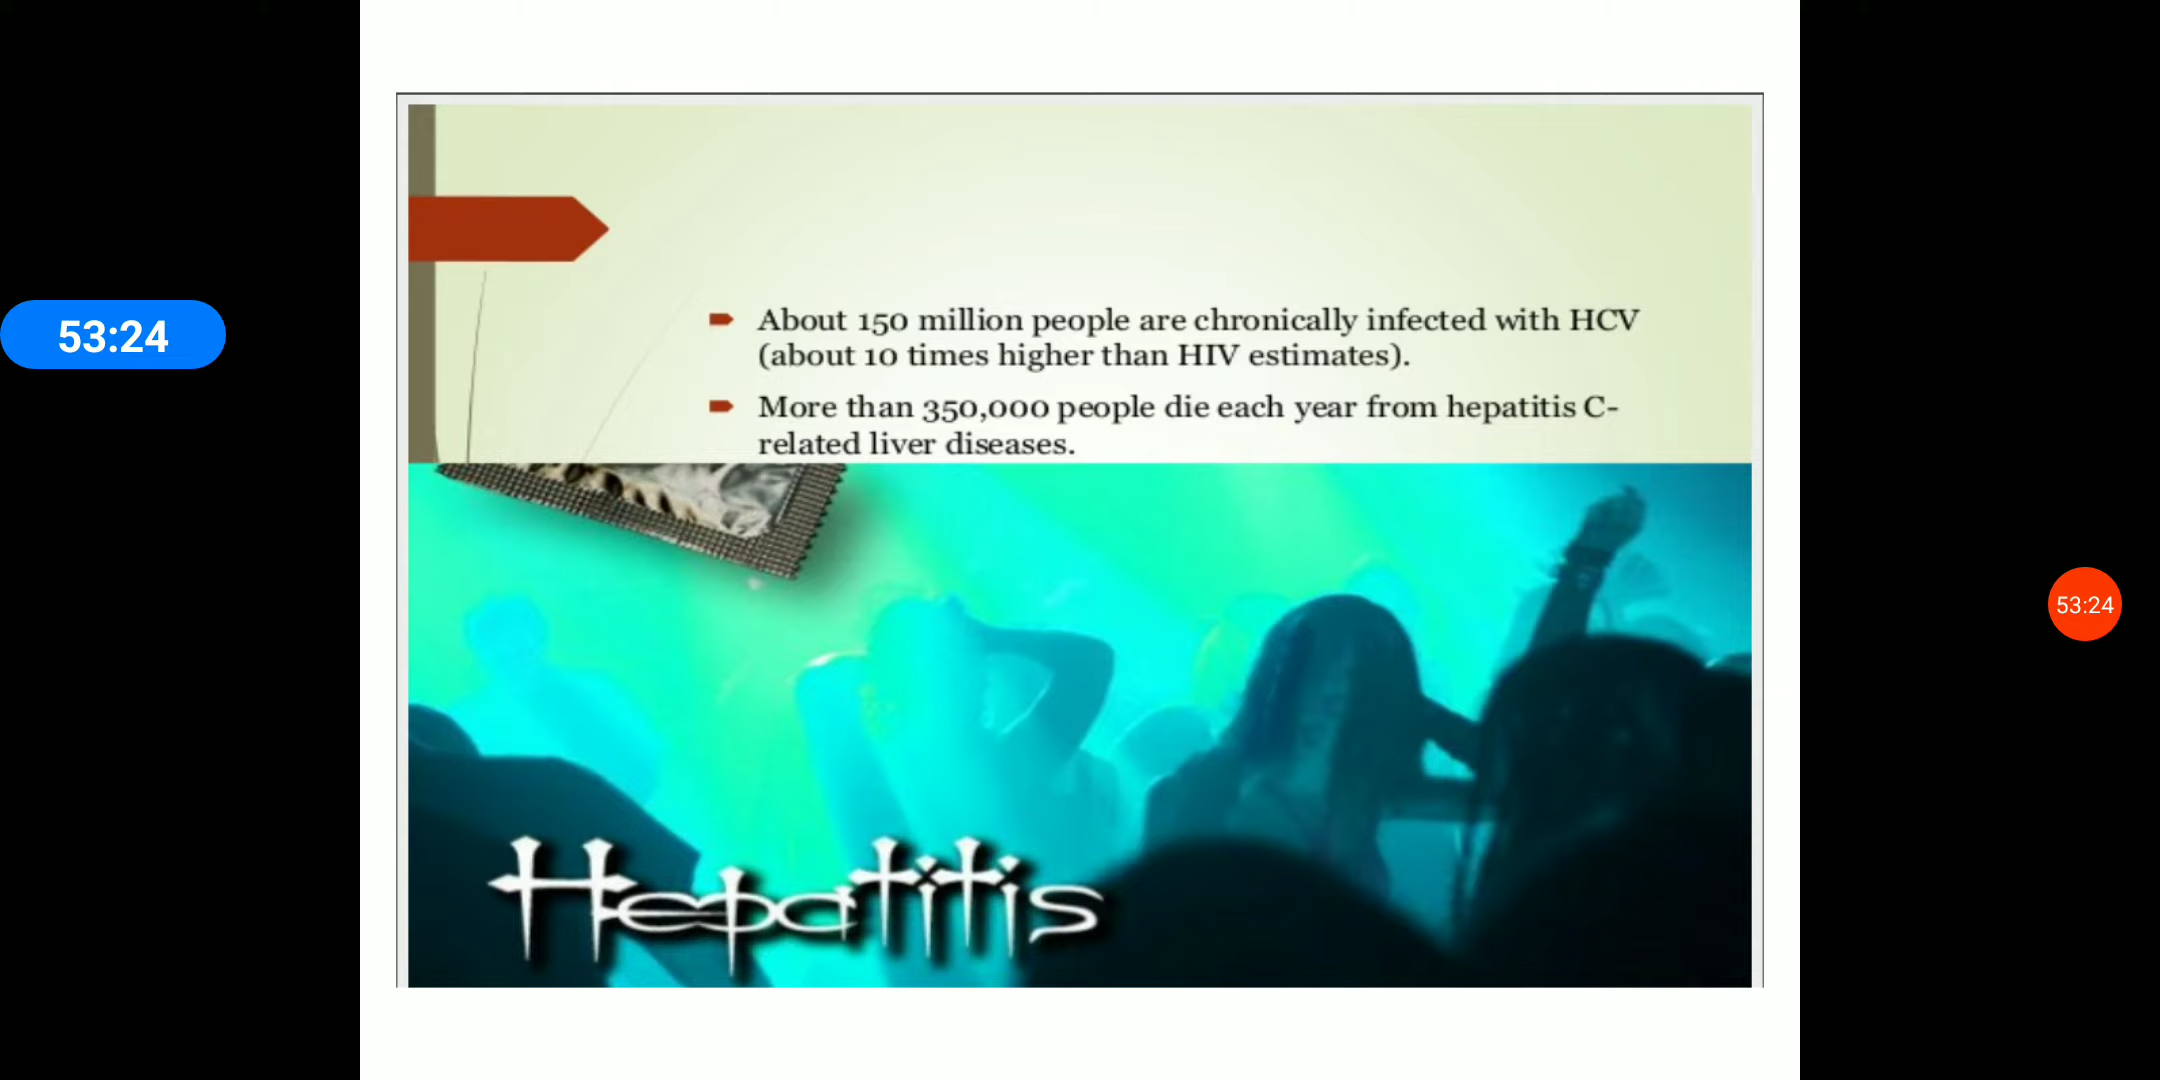 About 150 million people are chronically infected with HCV
(about 10 times higher than HIV estimates).
More than 350,000 people die each year from hepatitis C-
related liver diseases.
53:24
53:24
Hepatitis